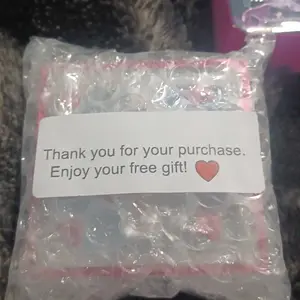 Thank you for your purchase.
Enjoy your free gift! ❤